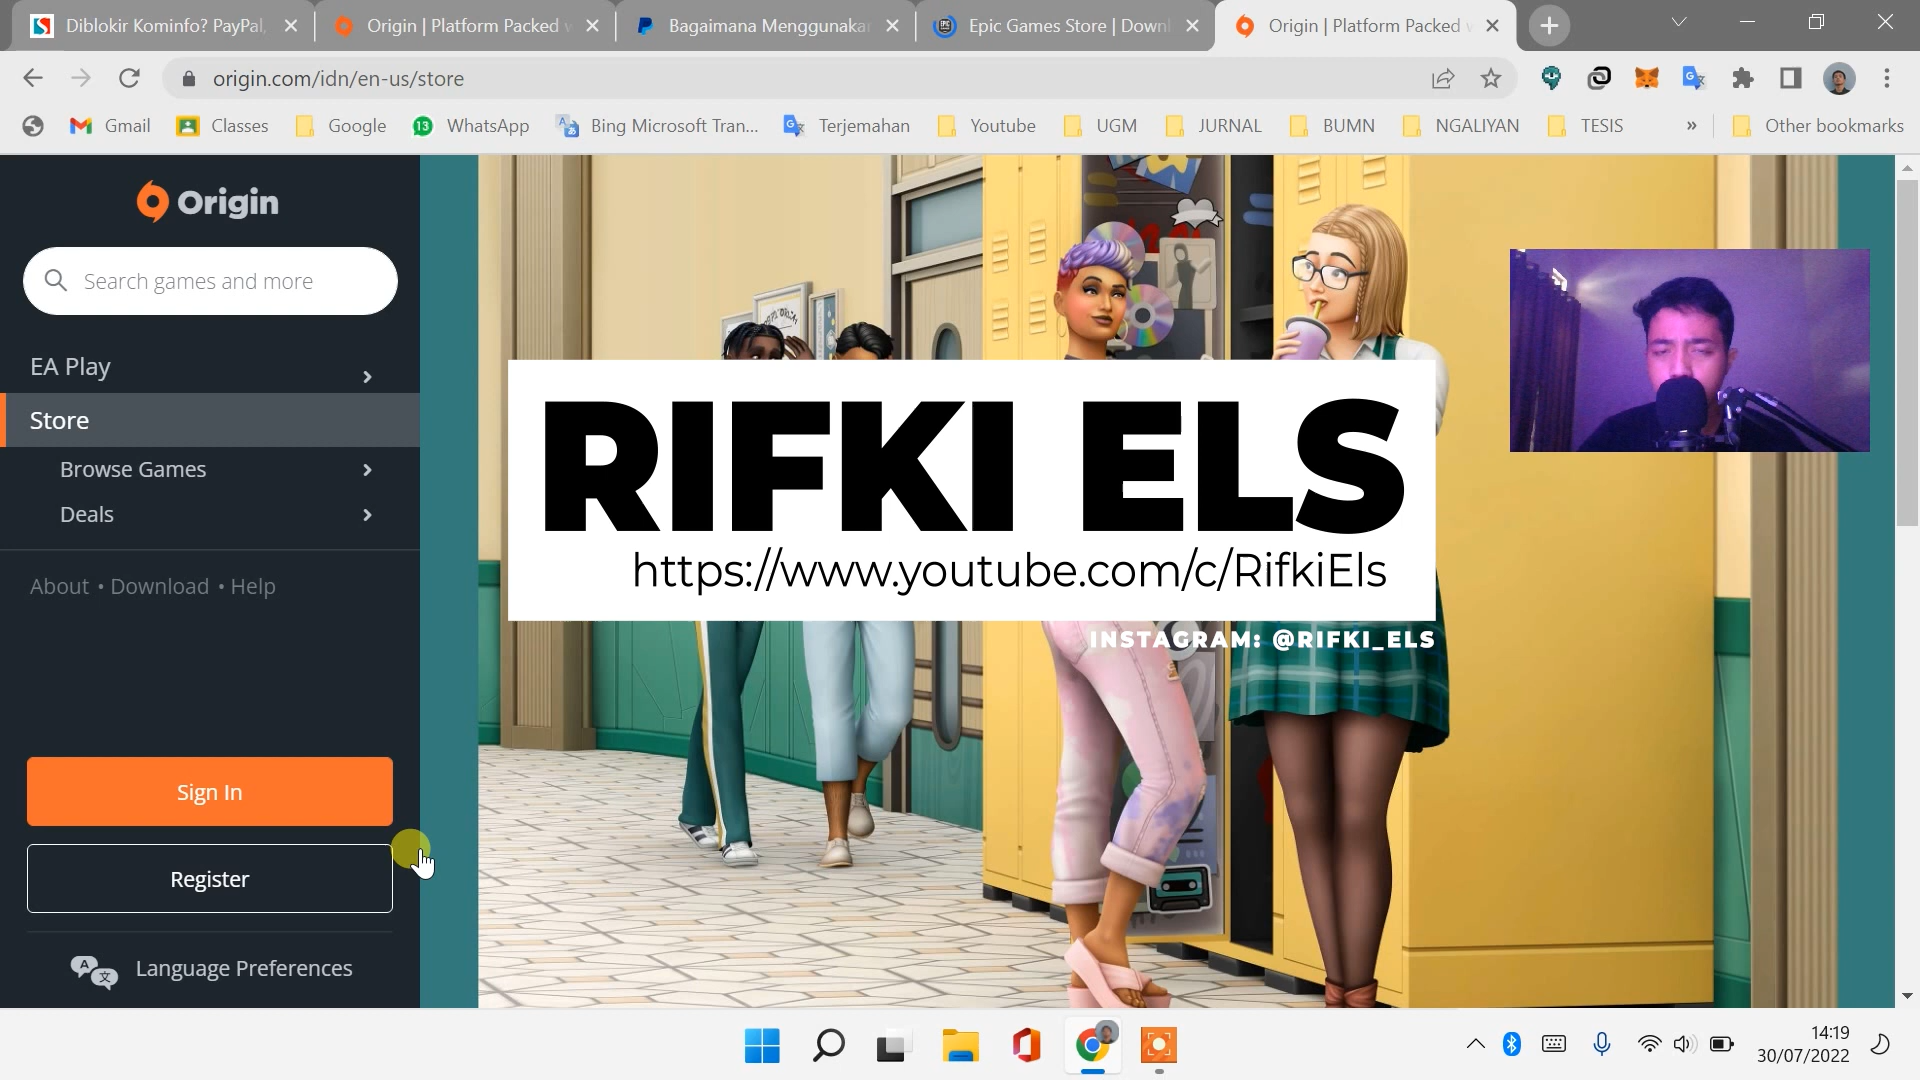 Diblokir Kominfo? PayPal,
Origin | Platform Packed w
Bagaimana Menggunakan
Epic Games Store | Downl
Origin | Platform Packed w
origin.com/idn/en-us/store
Gmail
Classes
Google
13
WhatsApp
Bing Microsoft Tran...
Terjemahan
Youtube
UGM
JURNAL
BUMN
NGALIYAN
TESIS
»
Other bookmarks
Origin
Search games and more
EA Play
Store
Browse Games
Deals
About • Download • Help
Sign In
Register
Language Preferences
RIFKI ELS
https://www.youtube.com/c/RifkiEls
INSTAGRAM: @RIFKI_ELS
14:19
30/07/2022